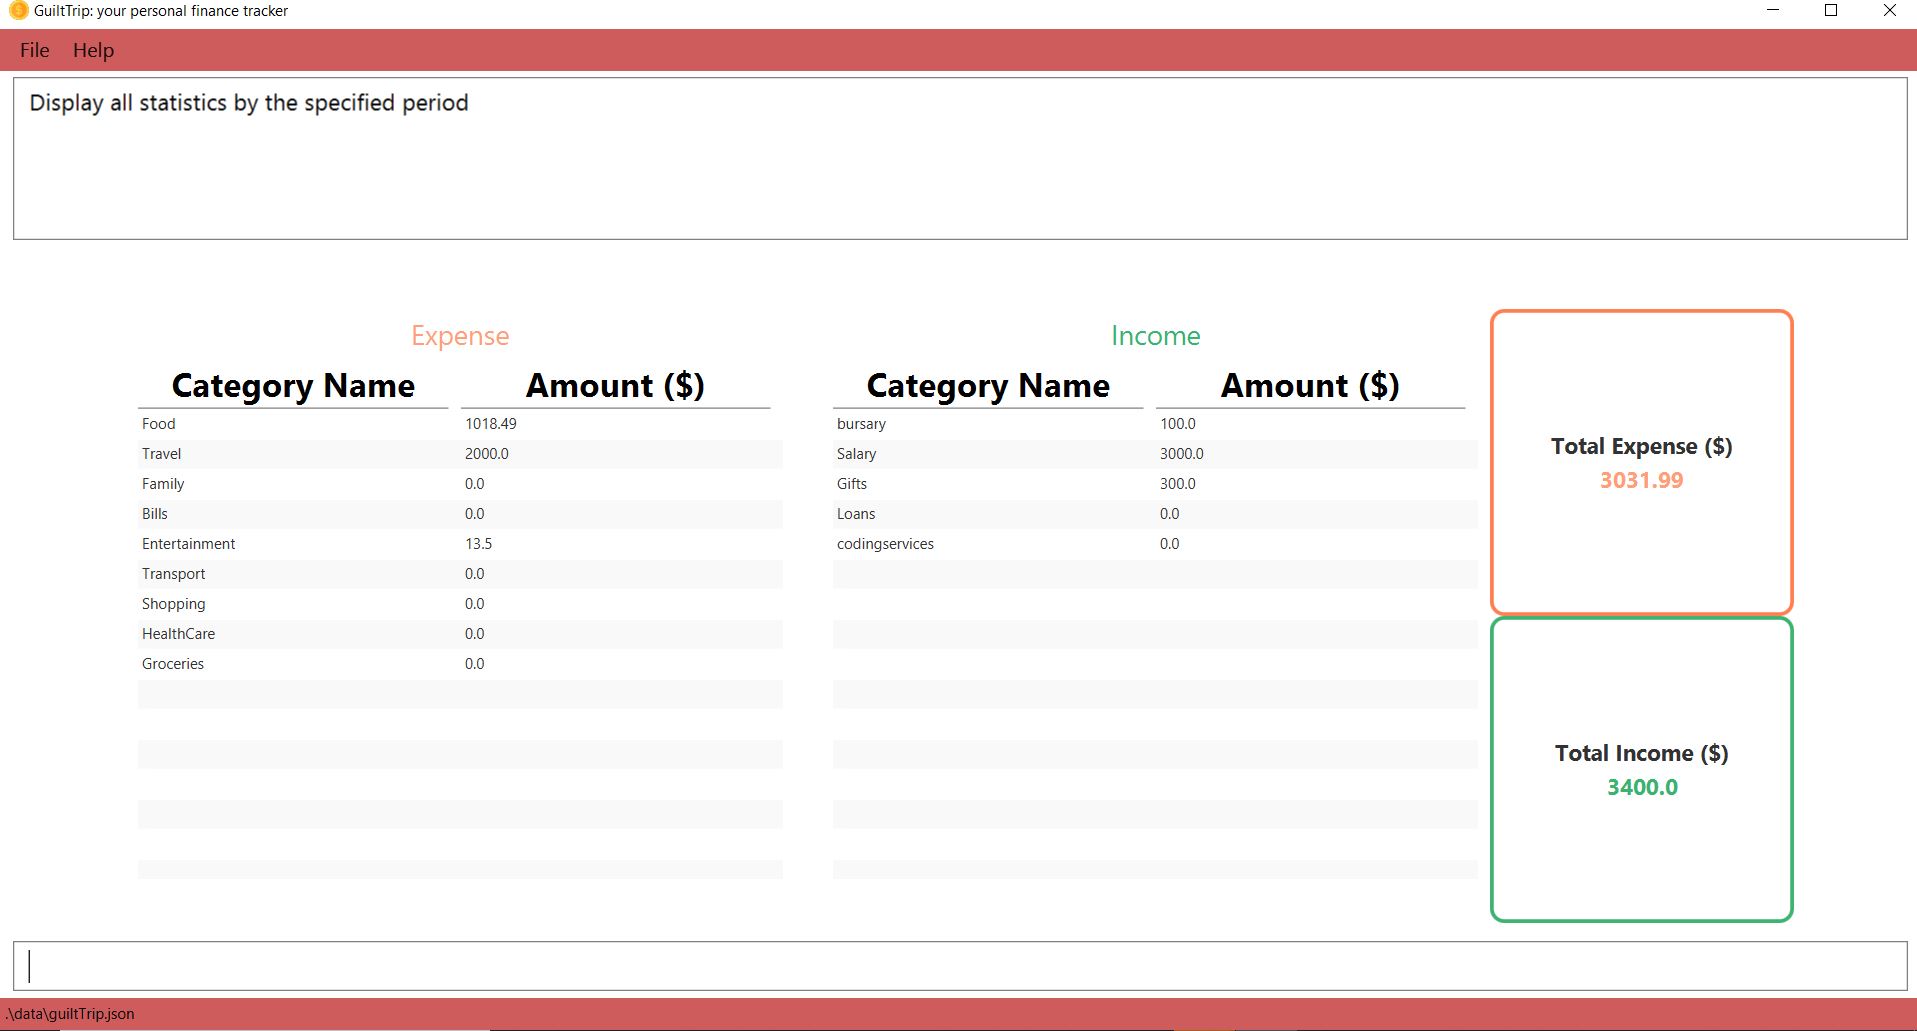 GuiltTrip: your personal finance tracker
File Help
Display all statistics by the specified period
Expense
Category Name Amount ($)
Food 1018.49
Travel 2000.0
Family 0.0
Bills 0.0
Entertainment 13.5
Transport 0.0
Shopping 0.0
HealthCare 0.0
Groceries 0.0
Income
Category Name Amount ($)
bursary 100.0
Salary 3000.0
Gifts 300.0
Loans 0.0
codingservices 0.0
Total Expense ($)
3031.99
Total Income ($)
3400.0
.\data\guiltTrip.json